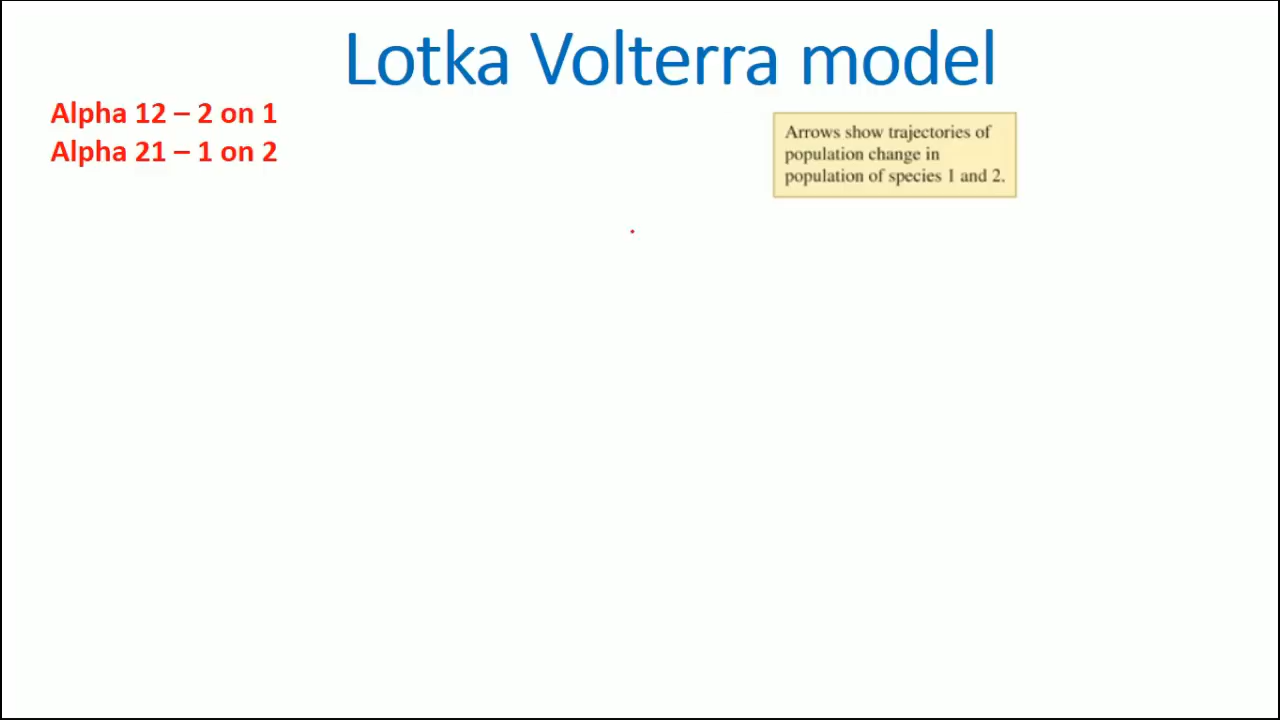 Lotka Volterra model
Alpha 12 – 2 on 1
Alpha 21 – 1 on 2
Arrows show trajectories of
population change in
population of species 1 and 2.